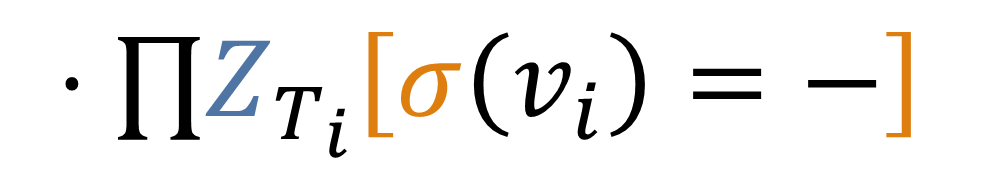 · ∏Z_{T_i}[σ(v_i) = −]